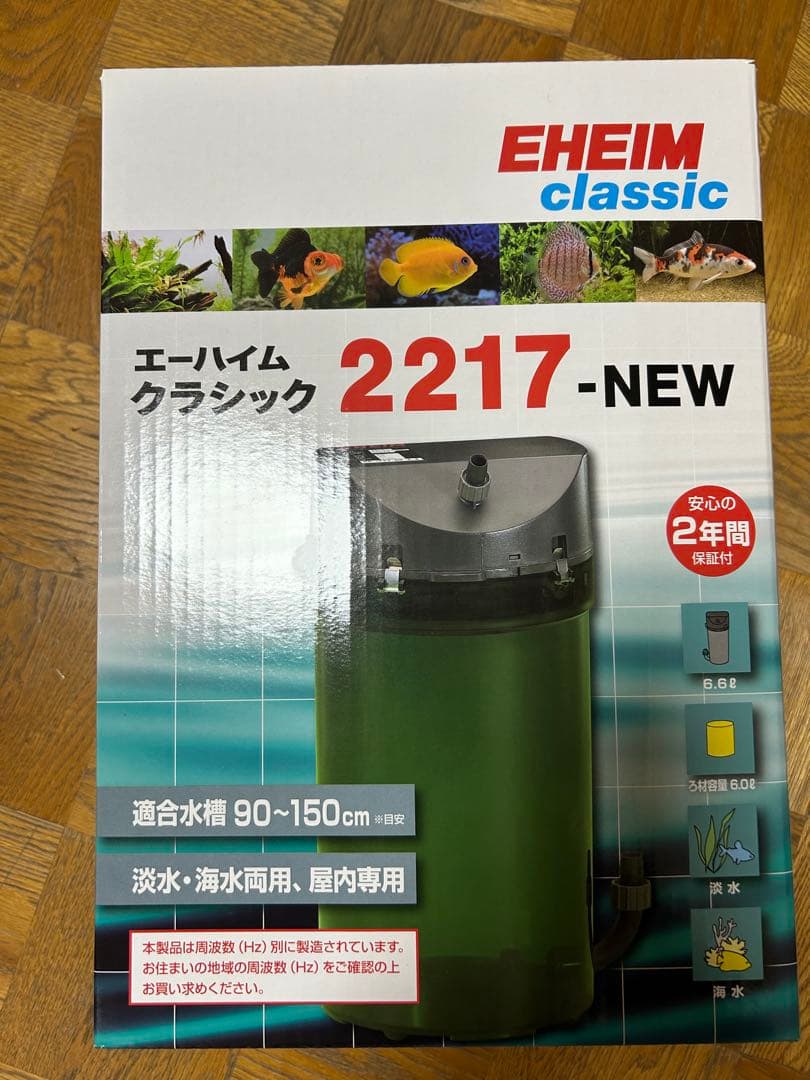 EHEIM
classic
エーハイム
クラシック
2217-NEW
安心の
2年間
保証付
6.6ℓ
ろ材容量6.0ℓ
適合水槽 90~150cm ※目安
淡水
淡水・海水両用、屋内専用
海水
本製品は周波数(Hz)別に製造されています。
お住まいの地域の周波数(Hz)をご確認の上
お買い求めください。